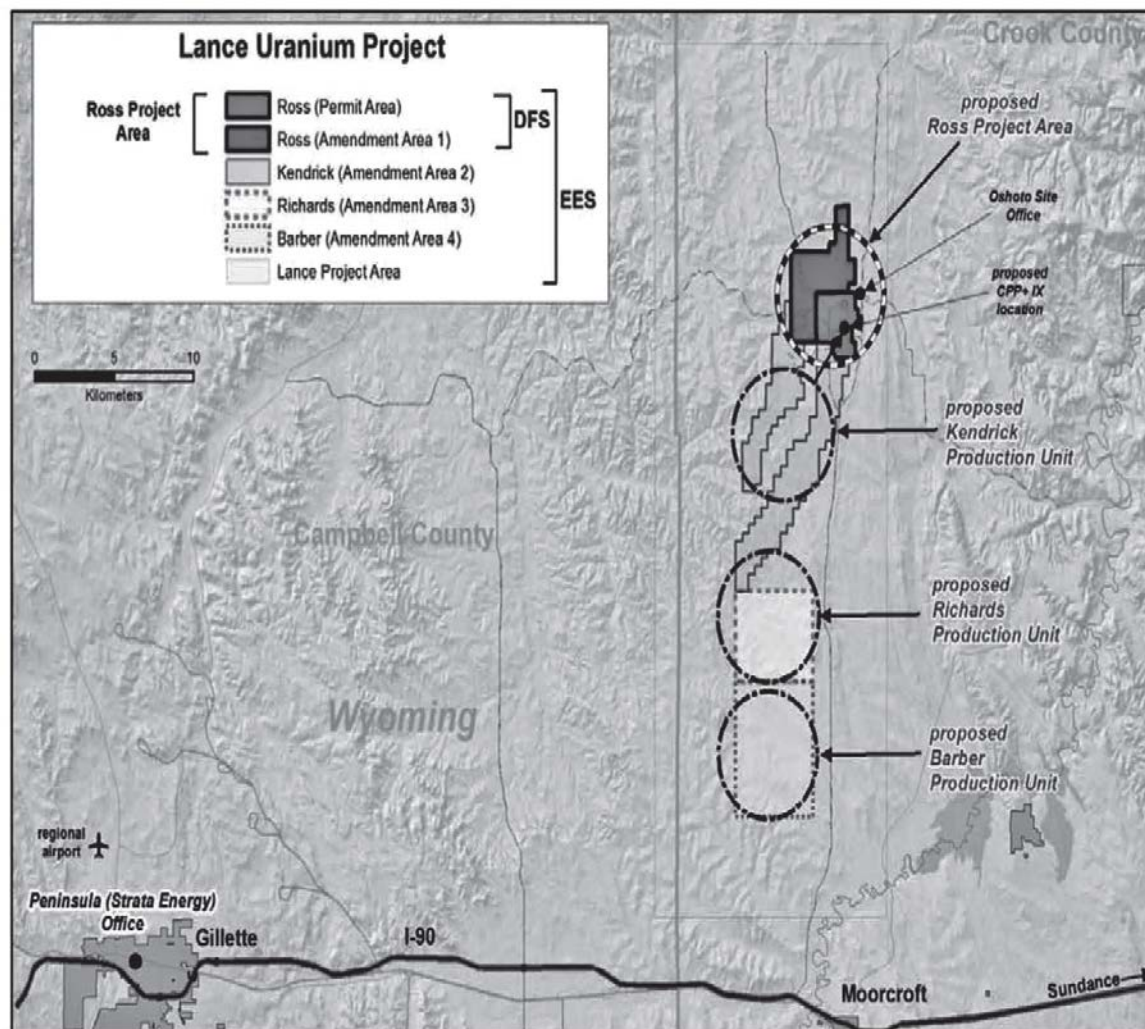 Lance Uranium Project
Ross Project
Area
Ross (Permit Area)
Ross (Amendment Area 1)
DFS
Kendrick (Amendment Area 2)
Richards (Amendment Area 3)
Barber (Amendment Area 4)
Lance Project Area
EES
0 5 10
Kilometers
Crook County
proposed
Ross Project Area
Oshoto Site
Office
proposed
CPP+ IX
location
proposed
Kendrick
Production Unit
Campbell County
proposed
Richards
Production Unit
Wyoming
proposed
Barber
Production Unit
regional
airport
Peninsula (Strata Energy)
Office
Gillette
I-90
Moorcroft
Sundance